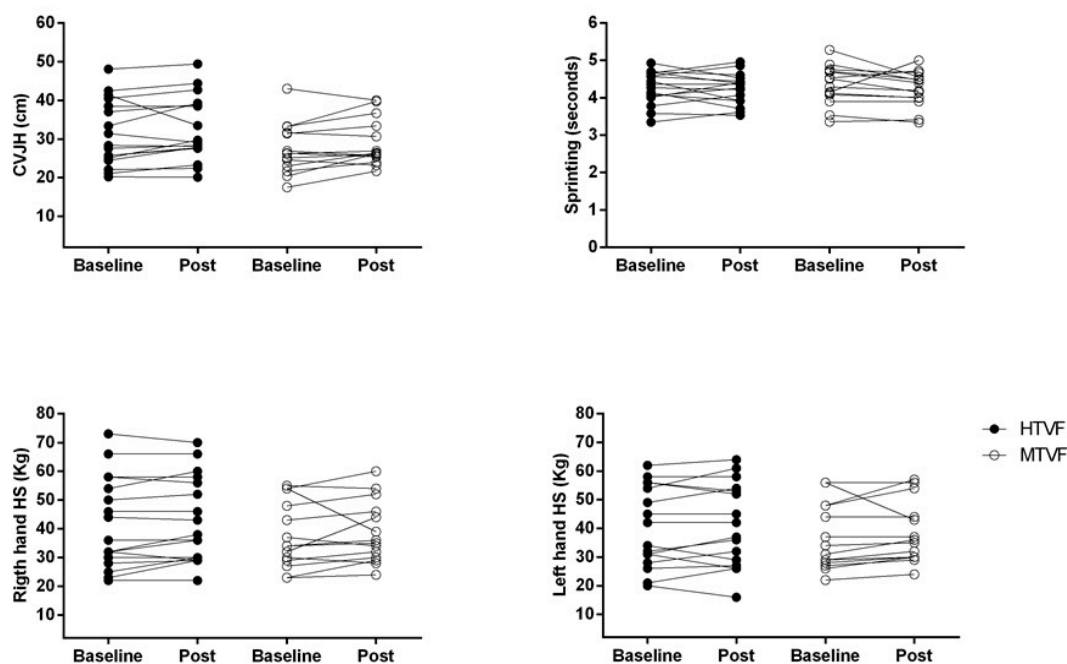 60
50
40
30
20
10
CVJH (cm)
Baseline Post Baseline Post
6
5
4
3
2
1
0
Sprinting (seconds)
Baseline Post Baseline Post
80
70
60
50
40
30
20
10
Rigth hand HS (Kg)
Baseline Post Baseline Post
80
70
60
50
40
30
20
10
Left hand HS (Kg)
Baseline Post Baseline Post
HTVF
MTVF